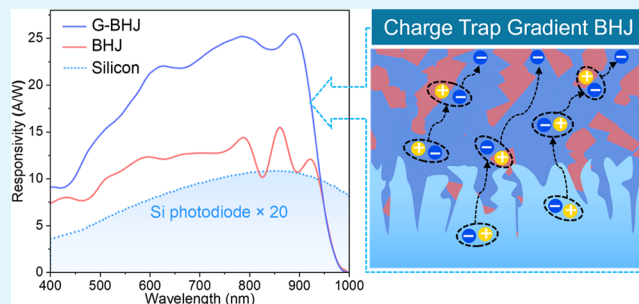 G-BHJ
BHJ
Silicon
Si photodiode × 20
Responsivity (A/W)
25
20
15
10
5
0
400 500 600 700 800 900 1000
Wavelength (nm)
Charge Trap Gradient BHJ
− − −
+ + −
− −
− + + −
− +
+ −
− +